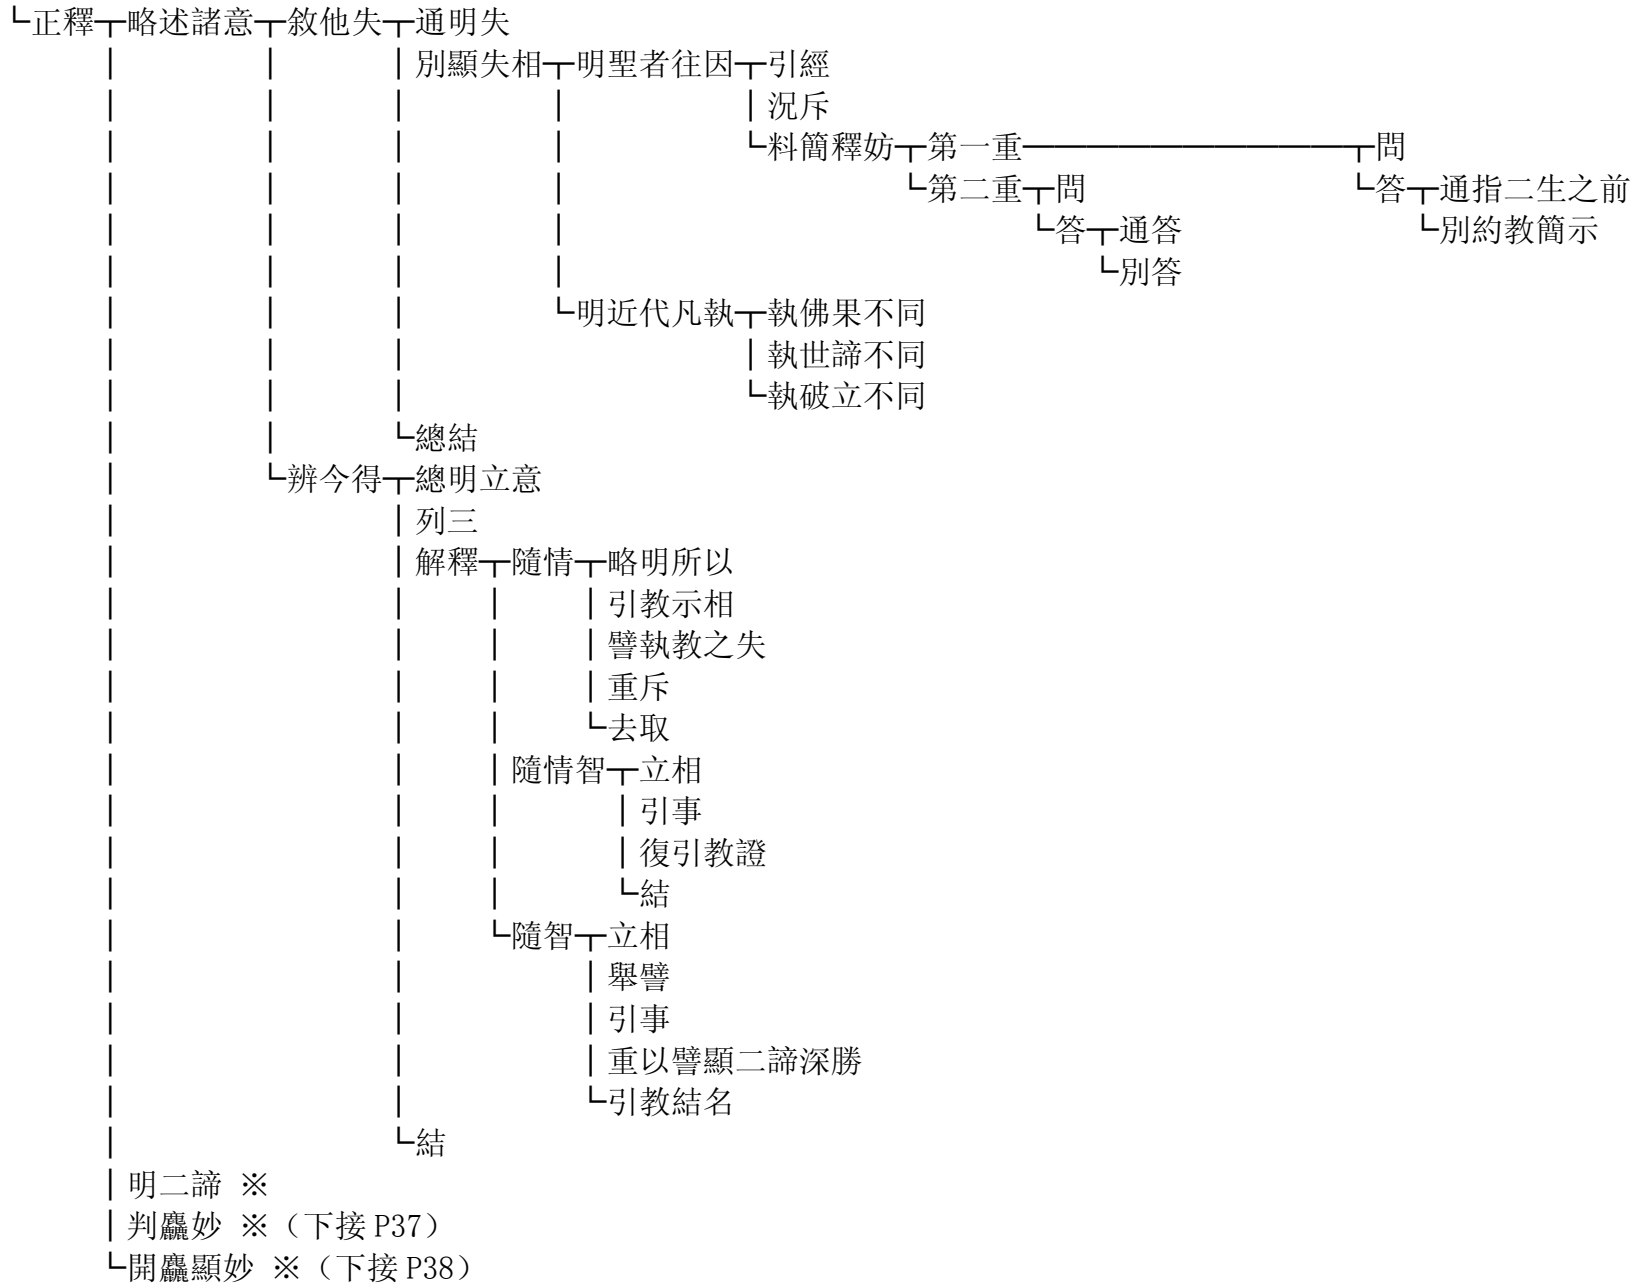 └正釋┬略述諸意┬敘他失┬通明失
｜　　　　｜　　　｜別顯失相┬明聖者往因┬引經
｜　　　　｜　　　｜　　　　｜　　　　　｜況斥
｜　　　　｜　　　｜　　　　｜　　　　　└料簡釋妨┬第一重──────────┬問
｜　　　　｜　　　｜　　　　｜　　　　　　　　　　└第二重┬問　　　　　　　　　└答┬通指二生之前
｜　　　　｜　　　｜　　　　｜　　　　　　　　　　　　　　└答┬通答　　　　　　　└別約教簡示
｜　　　　｜　　　｜　　　　｜　　　　　　　　　　　　　　　　└別答
｜　　　　｜　　　｜　　　　└明近代凡執┬執佛果不同
｜　　　　｜　　　｜　　　　　　　　　　｜執世諦不同
｜　　　　｜　　　｜　　　　　　　　　　└執破立不同
｜　　　　｜　　　└總結
｜　　　　└辨今得┬總明立意
｜　　　　　　　　｜列三
｜　　　　　　　　｜解釋┬隨情┬略明所以
｜　　　　　　　　｜　　｜　　｜引教示相
｜　　　　　　　　｜　　｜　　｜譬執教之失
｜　　　　　　　　｜　　｜　　｜重斥
｜　　　　　　　　｜　　｜　　└去取
｜　　　　　　　　｜　　｜隨情智┬立相
｜　　　　　　　　｜　　｜　　　｜引事
｜　　　　　　　　｜　　｜　　　｜復引教證
｜　　　　　　　　｜　　｜　　　└結
｜　　　　　　　　｜　　└隨智┬立相
｜　　　　　　　　｜　　　　　｜舉譬
｜　　　　　　　　｜　　　　　｜引事
｜　　　　　　　　｜　　　　　｜重以譬顯二諦深勝
｜　　　　　　　　｜　　　　　└引教結名
｜　　　　　　　　└結
｜明二諦 ※
｜判麤妙 ※（下接 P37）
└開麤顯妙 ※（下接 P38）